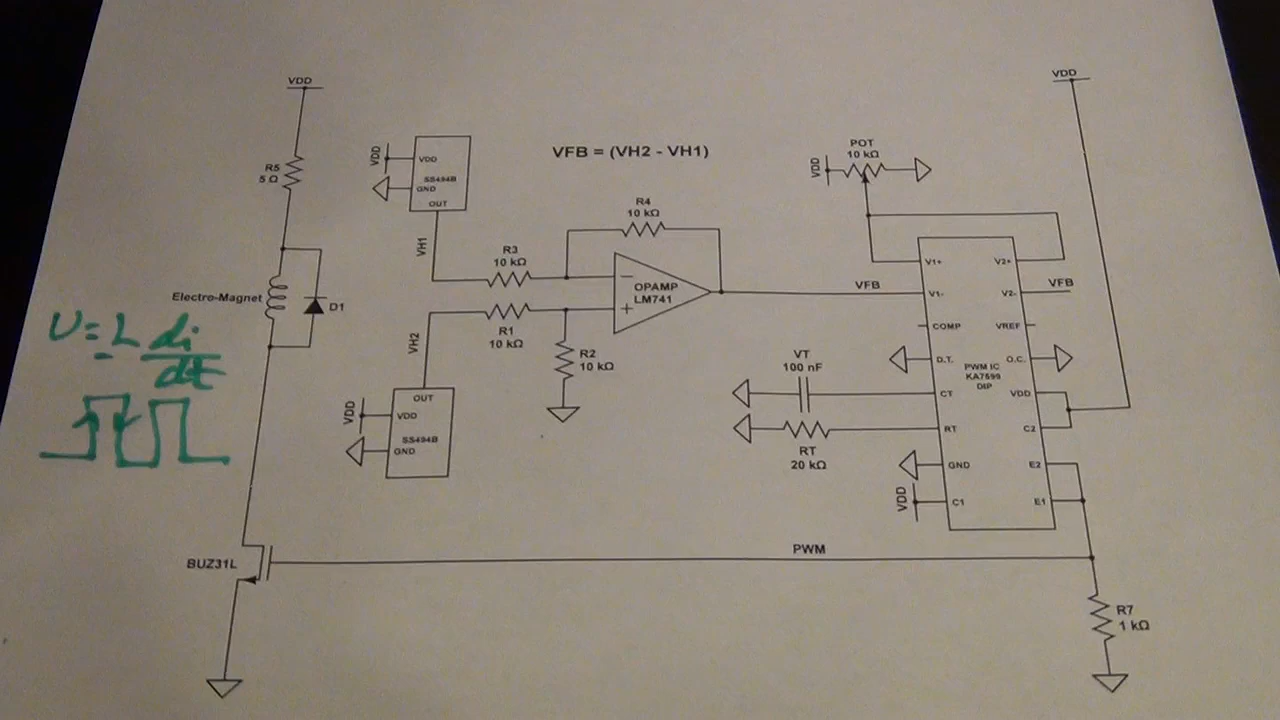 VDD
R5
5 Ω
Electro-Magnet
D1
U = L di/dt
BUZ31L
VDD
VDD
GND
SS494B
OUT
VH1
VFB = (VH2 - VH1)
R4
10 kΩ
R3
10 kΩ
OPAMP
LM741
−
+
R1
10 kΩ
R2
10 kΩ
VH2
OUT
VDD
VDD
SS494B
GND
VFB
POT
10 kΩ
VDD
VDD
V1+
V2+
V1-
V2-
VFB
COMP
VREF
D.T.
O.C.
PWM IC
KA7500
DIP
CT
VDD
RT
C2
GND
E2
C1
E1
VDD
VT
100 nF
RT
20 kΩ
PWM
R7
1 kΩ